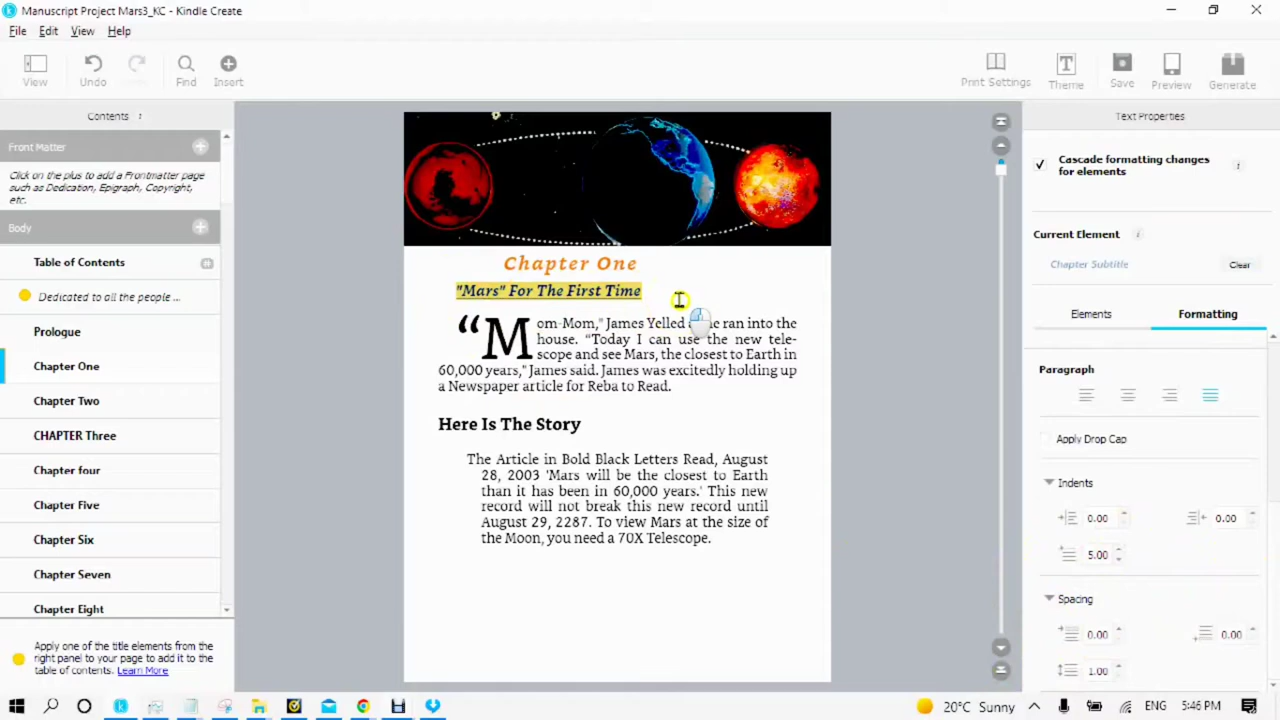 Manuscript Project Mars3_KC - Kindle Create
File Edit View Help
View Undo Redo Find Insert Print Settings Theme Save Preview Generate
Contents
Front Matter
Click on the plus to add a Frontmatter page
such as Dedication, Epigraph, Copyright,
etc.
Body
Table of Contents
Dedicated to all the people ...
Prologue
Chapter One
Chapter Two
CHAPTER Three
Chapter four
Chapter Five
Chapter Six
Chapter Seven
Chapter Eight
Apply one of the title elements from the
right panel to your page to add it to the
table of contents. Learn More
Chapter One
"Mars" For The First Time
“Mom-Mom," James Yelled ran into the
house. “Today I can use the new tele-
scope and see Mars, the closest to Earth in
60,000 years," James said. James was excitedly holding up
a Newspaper article for Reba to Read.
Here Is The Story
The Article in Bold Black Letters Read, August
28, 2003 'Mars will be the closest to Earth
than it has been in 60,000 years.' This new
record will not break this new record until
August 29, 2287. To view Mars at the size of
the Moon, you need a 70X Telescope.
Text Properties
Cascade formatting changes
for elements
Current Element
Chapter Subtitle Clear
Elements Formatting
Paragraph
Apply Drop Cap
Indents
0.00 0.00
5.00
Spacing
0.00 0.00
1.00
20°C Sunny ENG 5:46 PM